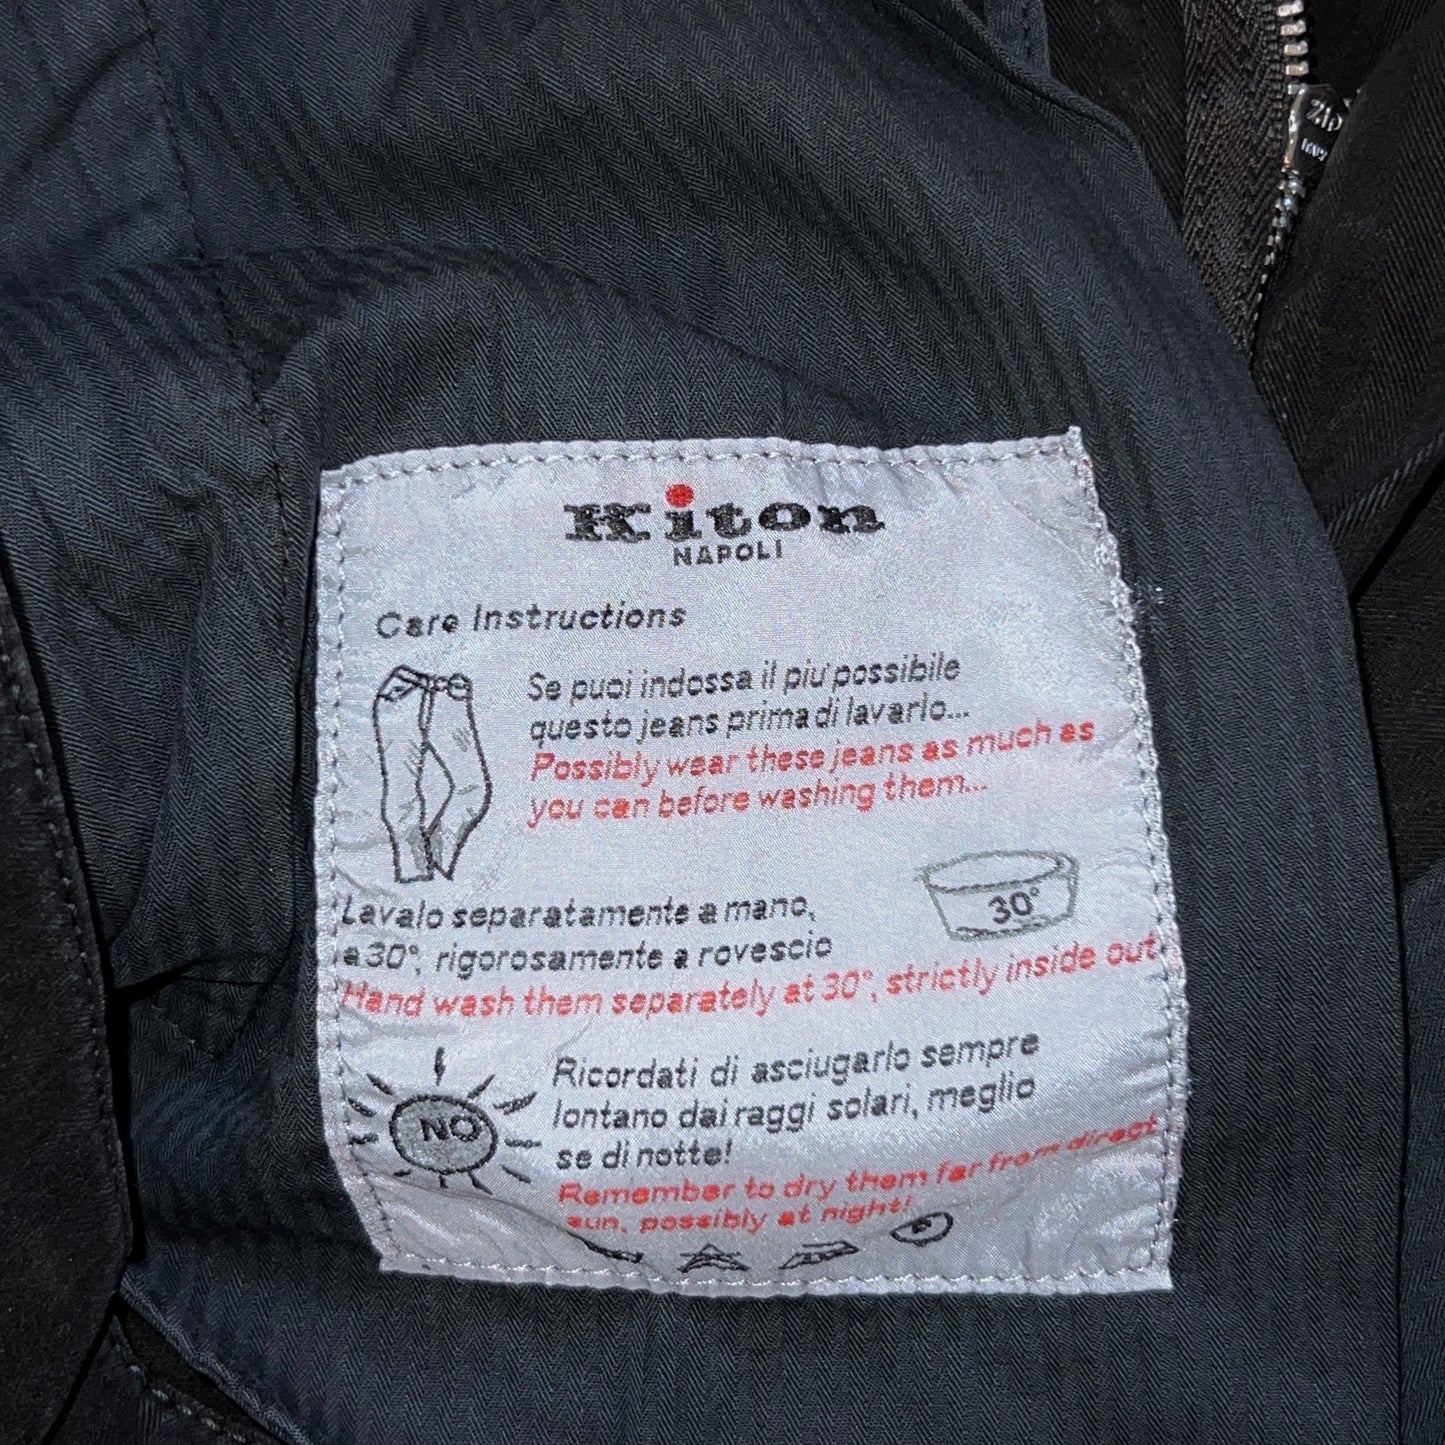 Kiton
NAPOLI
Care Instructions
Se puoi indossa il piu' possibile
questo jeans prima di lavarlo...
Possibly wear these jeans as much as
you can before washing them...
Lavalo separatamente a mano,
a 30°, rigorosamente a rovescio
30°
Hand wash them separately at 30°, strictly inside out
Ricordati di asciugarlo sempre
lontano dai raggi solari, meglio
se di notte!
NO
Remember to dry them far from direct
sun, possibly at night!